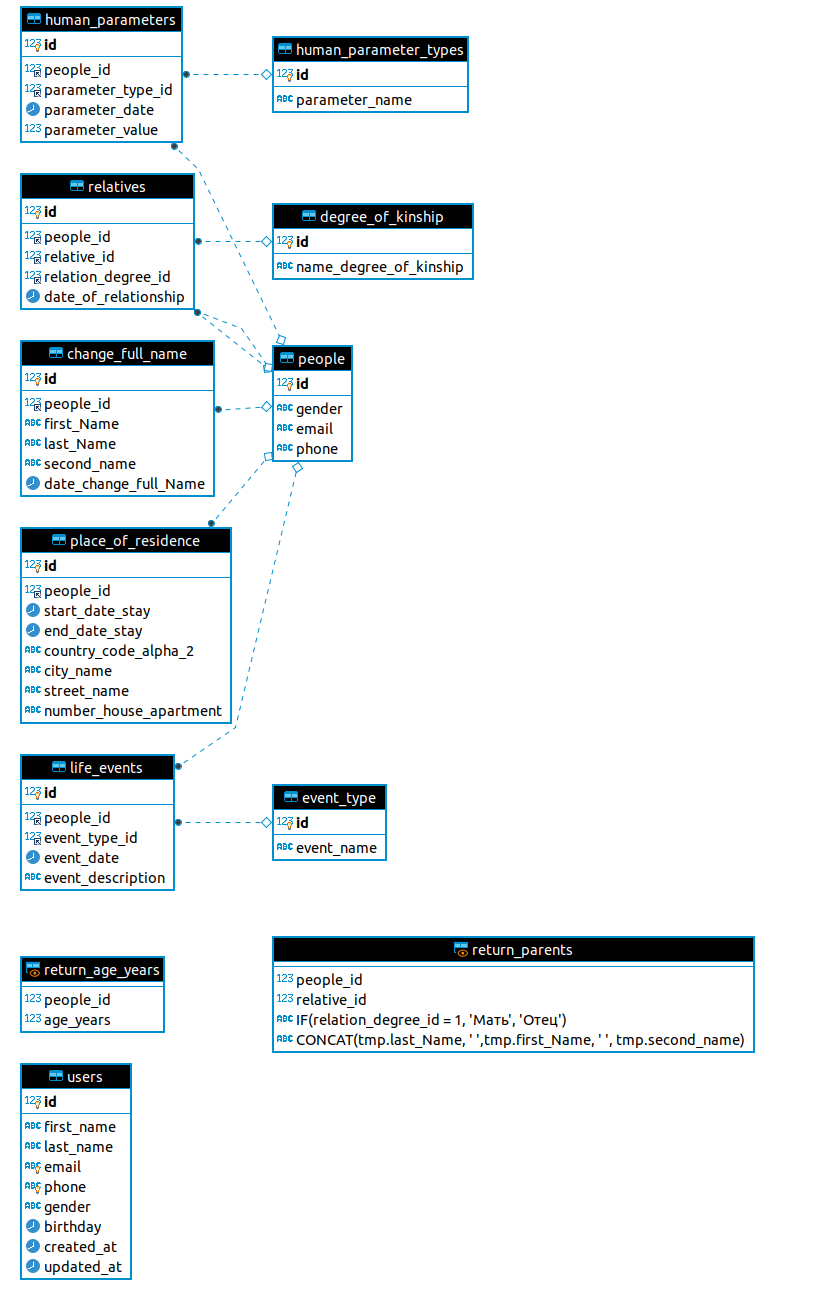 human_parameters
123 id
123 people_id
123 parameter_type_id
parameter_date
123 parameter_value
human_parameter_types
123 id
ABC parameter_name
relatives
123 id
123 people_id
123 relative_id
123 relation_degree_id
date_of_relationship
degree_of_kinship
123 id
ABC name_degree_of_kinship
change_full_name
123 id
123 people_id
ABC first_Name
ABC last_Name
ABC second_name
date_change_full_Name
people
123 id
ABC gender
ABC email
ABC phone
place_of_residence
123 id
123 people_id
start_date_stay
end_date_stay
ABC country_code_alpha_2
ABC city_name
ABC street_name
ABC number_house_apartment
life_events
123 id
123 people_id
123 event_type_id
event_date
ABC event_description
event_type
123 id
ABC event_name
return_age_years
123 people_id
123 age_years
return_parents
123 people_id
123 relative_id
ABC IF(relation_degree_id = 1, 'Мать', 'Отец')
ABC CONCAT(tmp.last_Name, ' ',tmp.first_Name, ' ', tmp.second_name)
users
123 id
ABC first_name
ABC last_name
ABC email
ABC phone
ABC gender
birthday
created_at
updated_at